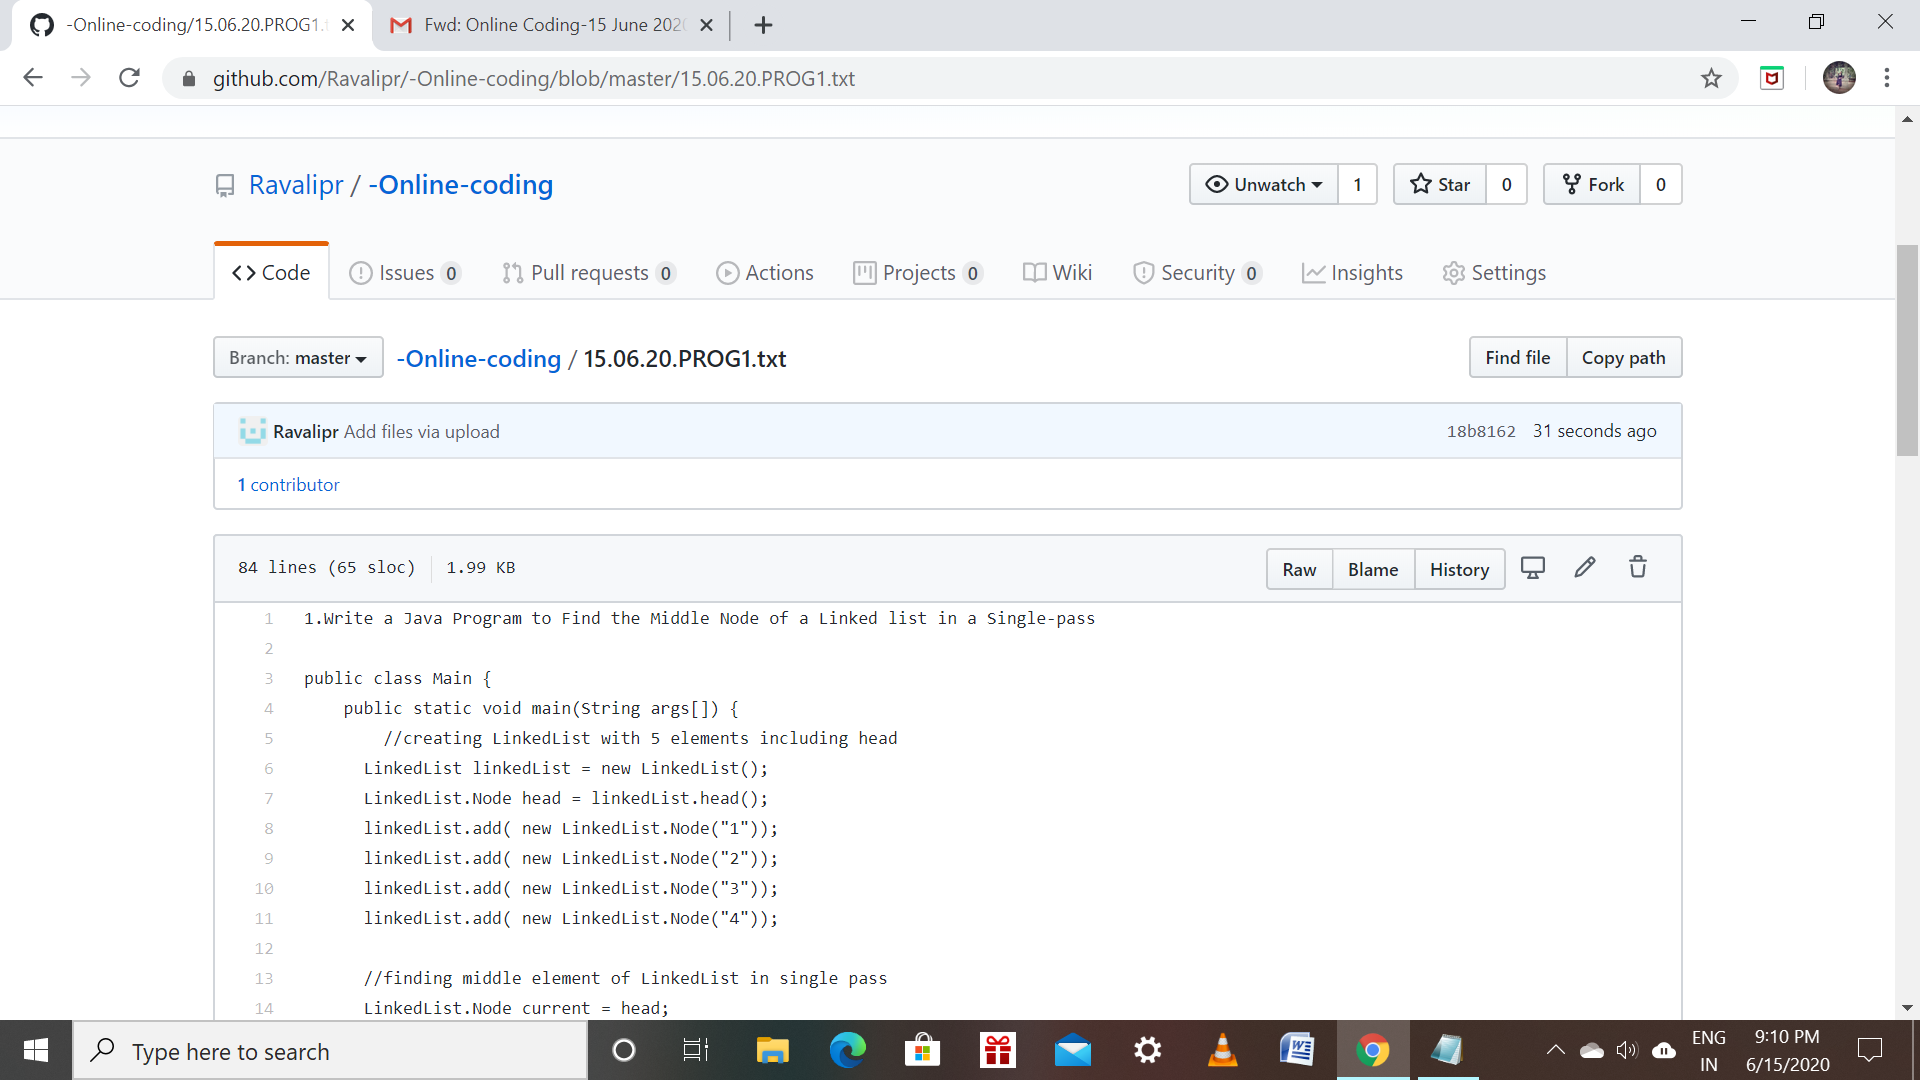 -Online-coding/15.06.20.PROG1.t
Fwd: Online Coding-15 June 2020
github.com/Ravalipr/-Online-coding/blob/master/15.06.20.PROG1.txt
Ravalipr / -Online-coding
Unwatch 1
Star 0
Fork 0
Code
Issues 0
Pull requests 0
Actions
Projects 0
Wiki
Security 0
Insights
Settings
Branch: master
-Online-coding / 15.06.20.PROG1.txt
Find file
Copy path
Ravalipr Add files via upload
18b8162 31 seconds ago
1 contributor
84 lines (65 sloc) 1.99 KB
Raw
Blame
History
1 1.Write a Java Program to Find the Middle Node of a Linked list in a Single-pass
2
3 public class Main {
4 public static void main(String args[]) {
5 //creating LinkedList with 5 elements including head
6 LinkedList linkedList = new LinkedList();
7 LinkedList.Node head = linkedList.head();
8 linkedList.add( new LinkedList.Node("1"));
9 linkedList.add( new LinkedList.Node("2"));
10 linkedList.add( new LinkedList.Node("3"));
11 linkedList.add( new LinkedList.Node("4"));
12
13 //finding middle element of LinkedList in single pass
14 LinkedList.Node current = head;
Type here to search
ENG
IN
9:10 PM
6/15/2020